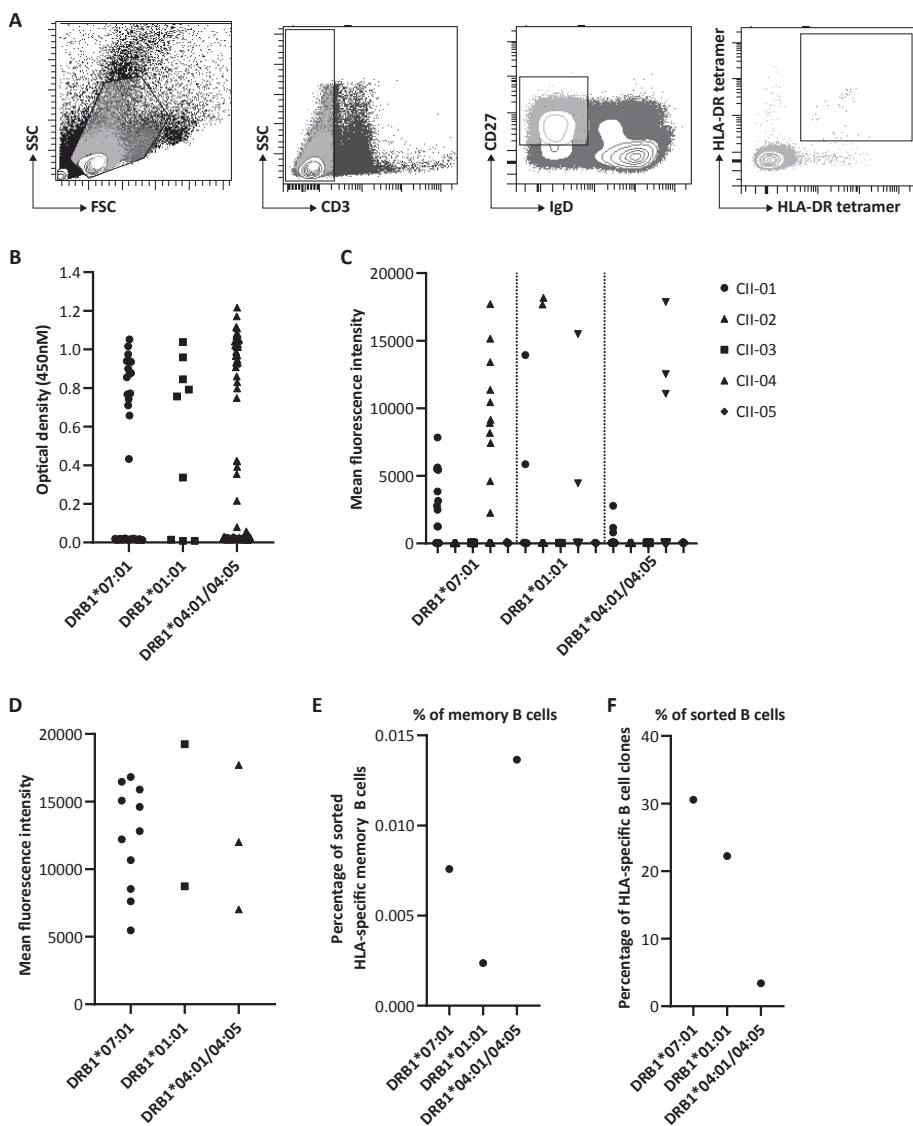 A
SSC
FSC
SSC
CD3
CD27
IgD
HLA-DR tetramer
HLA-DR tetramer
B
Optical density (450nM)
1.4
1.2
1.0
0.8
0.6
0.4
0.2
0.0
DRB1*07:01
DRB1*01:01
DRB1*04:01/04:05
C
Mean fluorescence intensity
20000
15000
10000
5000
0
DRB1*07:01
DRB1*01:01
DRB1*04:01/04:05
CII-01
CII-02
CII-03
CII-04
CII-05
D
Mean fluorescence intensity
20000
15000
10000
5000
0
DRB1*07:01
DRB1*01:01
DRB1*04:01/04:05
E
% of memory B cells
Percentage of sorted
HLA-specific memory B cells
0.015
0.010
0.005
0.000
DRB1*07:01
DRB1*01:01
DRB1*04:01/04:05
F
% of sorted B cells
Percentage of HLA-specific B cell clones
40
30
20
10
0
DRB1*07:01
DRB1*01:01
DRB1*04:01/04:05